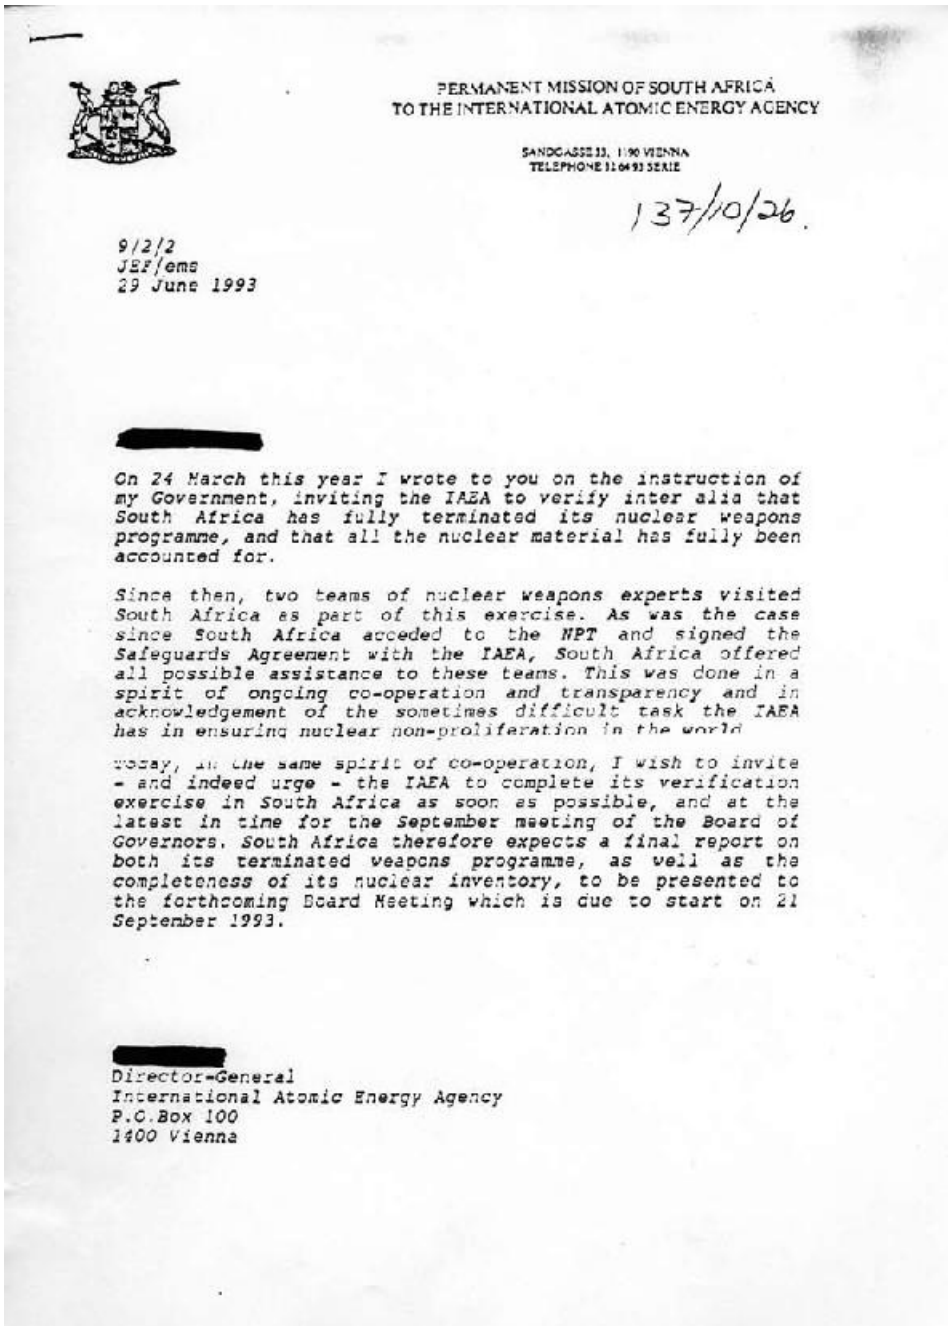 PERMANENT MISSION OF SOUTH AFRICA
TO THE INTERNATIONAL ATOMIC ENERGY AGENCY
SANDGASSE 33, 1190 VIENNA
TELEPHONE 32 64 93 SERIE
137/10/26.
9/2/2
JEF/ems
29 June 1993
On 24 March this year I wrote to you on the instruction of
my Government, inviting the IAEA to verify inter alia that
South Africa has fully terminated its nuclear weapons
programme, and that all the nuclear material has fully been
accounted for.
Since then, two teams of nuclear weapons experts visited
South Africa as part of this exercise. As was the case
since South Africa acceded to the NPT and signed the
Safeguards Agreement with the IAEA, South Africa offered
all possible assistance to these teams. This was done in a
spirit of ongoing co-operation and transparency and in
acknowledgement of the sometimes difficult task the IAEA
has in ensuring nuclear non-proliferation in the world
Today, in the same spirit of co-operation, I wish to invite
- and indeed urge - the IAEA to complete its verification
exercise in South Africa as soon as possible, and at the
latest in time for the September meeting of the Board of
Governors. South Africa therefore expects a final report on
both its terminated weapons programme, as well as the
completeness of its nuclear inventory, to be presented to
the forthcoming Board Meeting which is due to start on 21
September 1993.
Director-General
International Atomic Energy Agency
P.O.Box 100
1400 Vienna